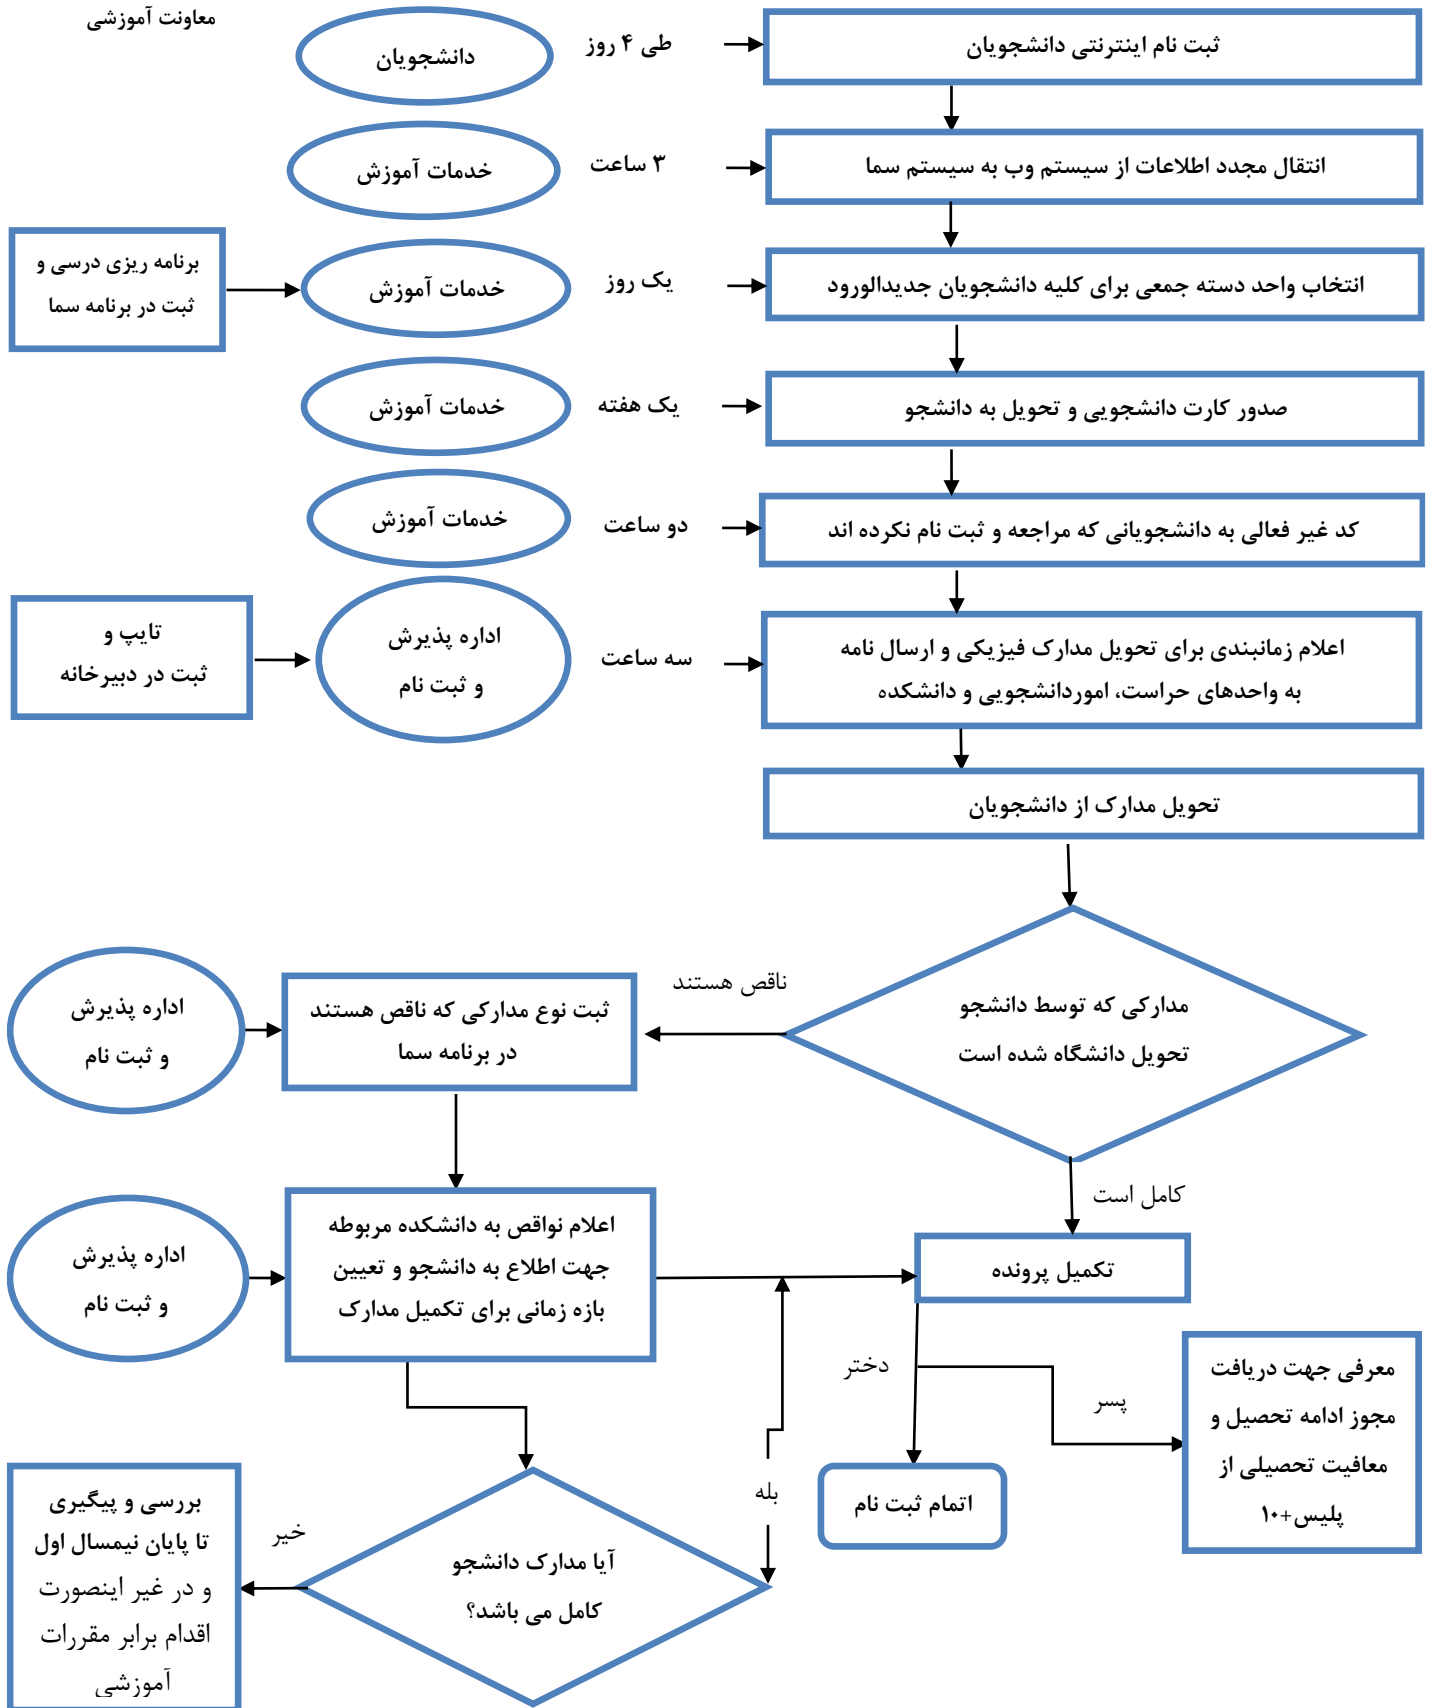 معاونت آموزشی
ثبت نام اینترنتی دانشجویان
طی ۴ روز
دانشجویان
انتقال مجدد اطلاعات از سیستم وب به سیستم سما
۳ ساعت
خدمات آموزش
انتخاب واحد دسته جمعی برای کلیه دانشجویان جدیدالورود
یک روز
خدمات آموزش
برنامه ریزی درسی و
ثبت در برنامه سما
صدور کارت دانشجویی و تحویل به دانشجو
یک هفته
خدمات آموزش
کد غیر فعالی به دانشجویانی که مراجعه و ثبت نام نکرده اند
دو ساعت
خدمات آموزش
اعلام زمانبندی برای تحویل مدارک فیزیکی و ارسال نامه
به واحدهای حراست، اموردانشجویی و دانشکده
سه ساعت
اداره پذیرش
و ثبت نام
تایپ و
ثبت در دبیرخانه
تحویل مدارک از دانشجویان
مدارکی که توسط دانشجو
تحویل دانشگاه شده است
ناقص هستند
ثبت نوع مدارکی که ناقص هستند
در برنامه سما
اداره پذیرش
و ثبت نام
کامل است
تکمیل پرونده
اعلام نواقص به دانشکده مربوطه
جهت اطلاع به دانشجو و تعیین
بازه زمانی برای تکمیل مدارک
اداره پذیرش
و ثبت نام
دختر
پسر
معرفی جهت دریافت
مجوز ادامه تحصیل و
معافیت تحصیلی از
پلیس+۱۰
اتمام ثبت نام
بله
آیا مدارک دانشجو
کامل می باشد؟
خیر
بررسی و پیگیری
تا پایان نیمسال اول
و در غیر اینصورت
اقدام برابر مقررات
آموزشی